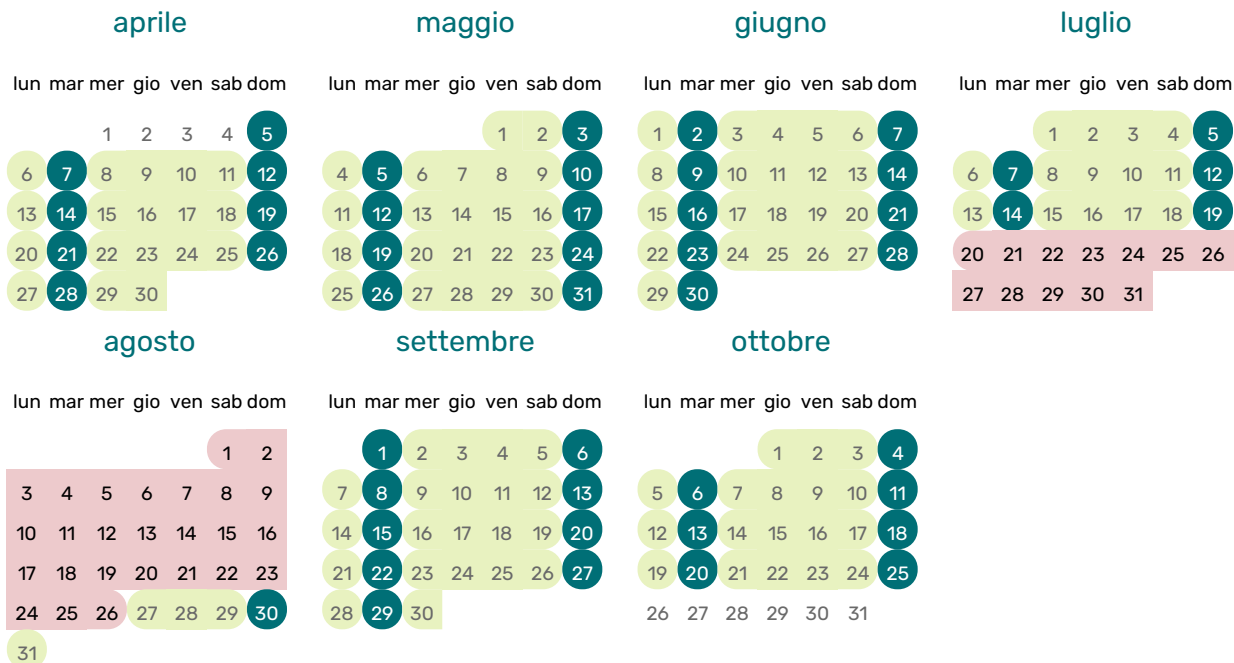 aprile
lun mar mer gio ven sab dom
1 2 3 4 5
6 7 8 9 10 11 12
13 14 15 16 17 18 19
20 21 22 23 24 25 26
27 28 29 30
maggio
lun mar mer gio ven sab dom
1 2 3
4 5 6 7 8 9 10
11 12 13 14 15 16 17
18 19 20 21 22 23 24
25 26 27 28 29 30 31
giugno
lun mar mer gio ven sab dom
1 2 3 4 5 6 7
8 9 10 11 12 13 14
15 16 17 18 19 20 21
22 23 24 25 26 27 28
29 30
luglio
lun mar mer gio ven sab dom
1 2 3 4 5
6 7 8 9 10 11 12
13 14 15 16 17 18 19
20 21 22 23 24 25 26
27 28 29 30 31
agosto
lun mar mer gio ven sab dom
1 2
3 4 5 6 7 8 9
10 11 12 13 14 15 16
17 18 19 20 21 22 23
24 25 26 27 28 29 30
31
settembre
lun mar mer gio ven sab dom
1 2 3 4 5 6
7 8 9 10 11 12 13
14 15 16 17 18 19 20
21 22 23 24 25 26 27
28 29 30
ottobre
lun mar mer gio ven sab dom
1 2 3 4
5 6 7 8 9 10 11
12 13 14 15 16 17 18
19 20 21 22 23 24 25
26 27 28 29 30 31